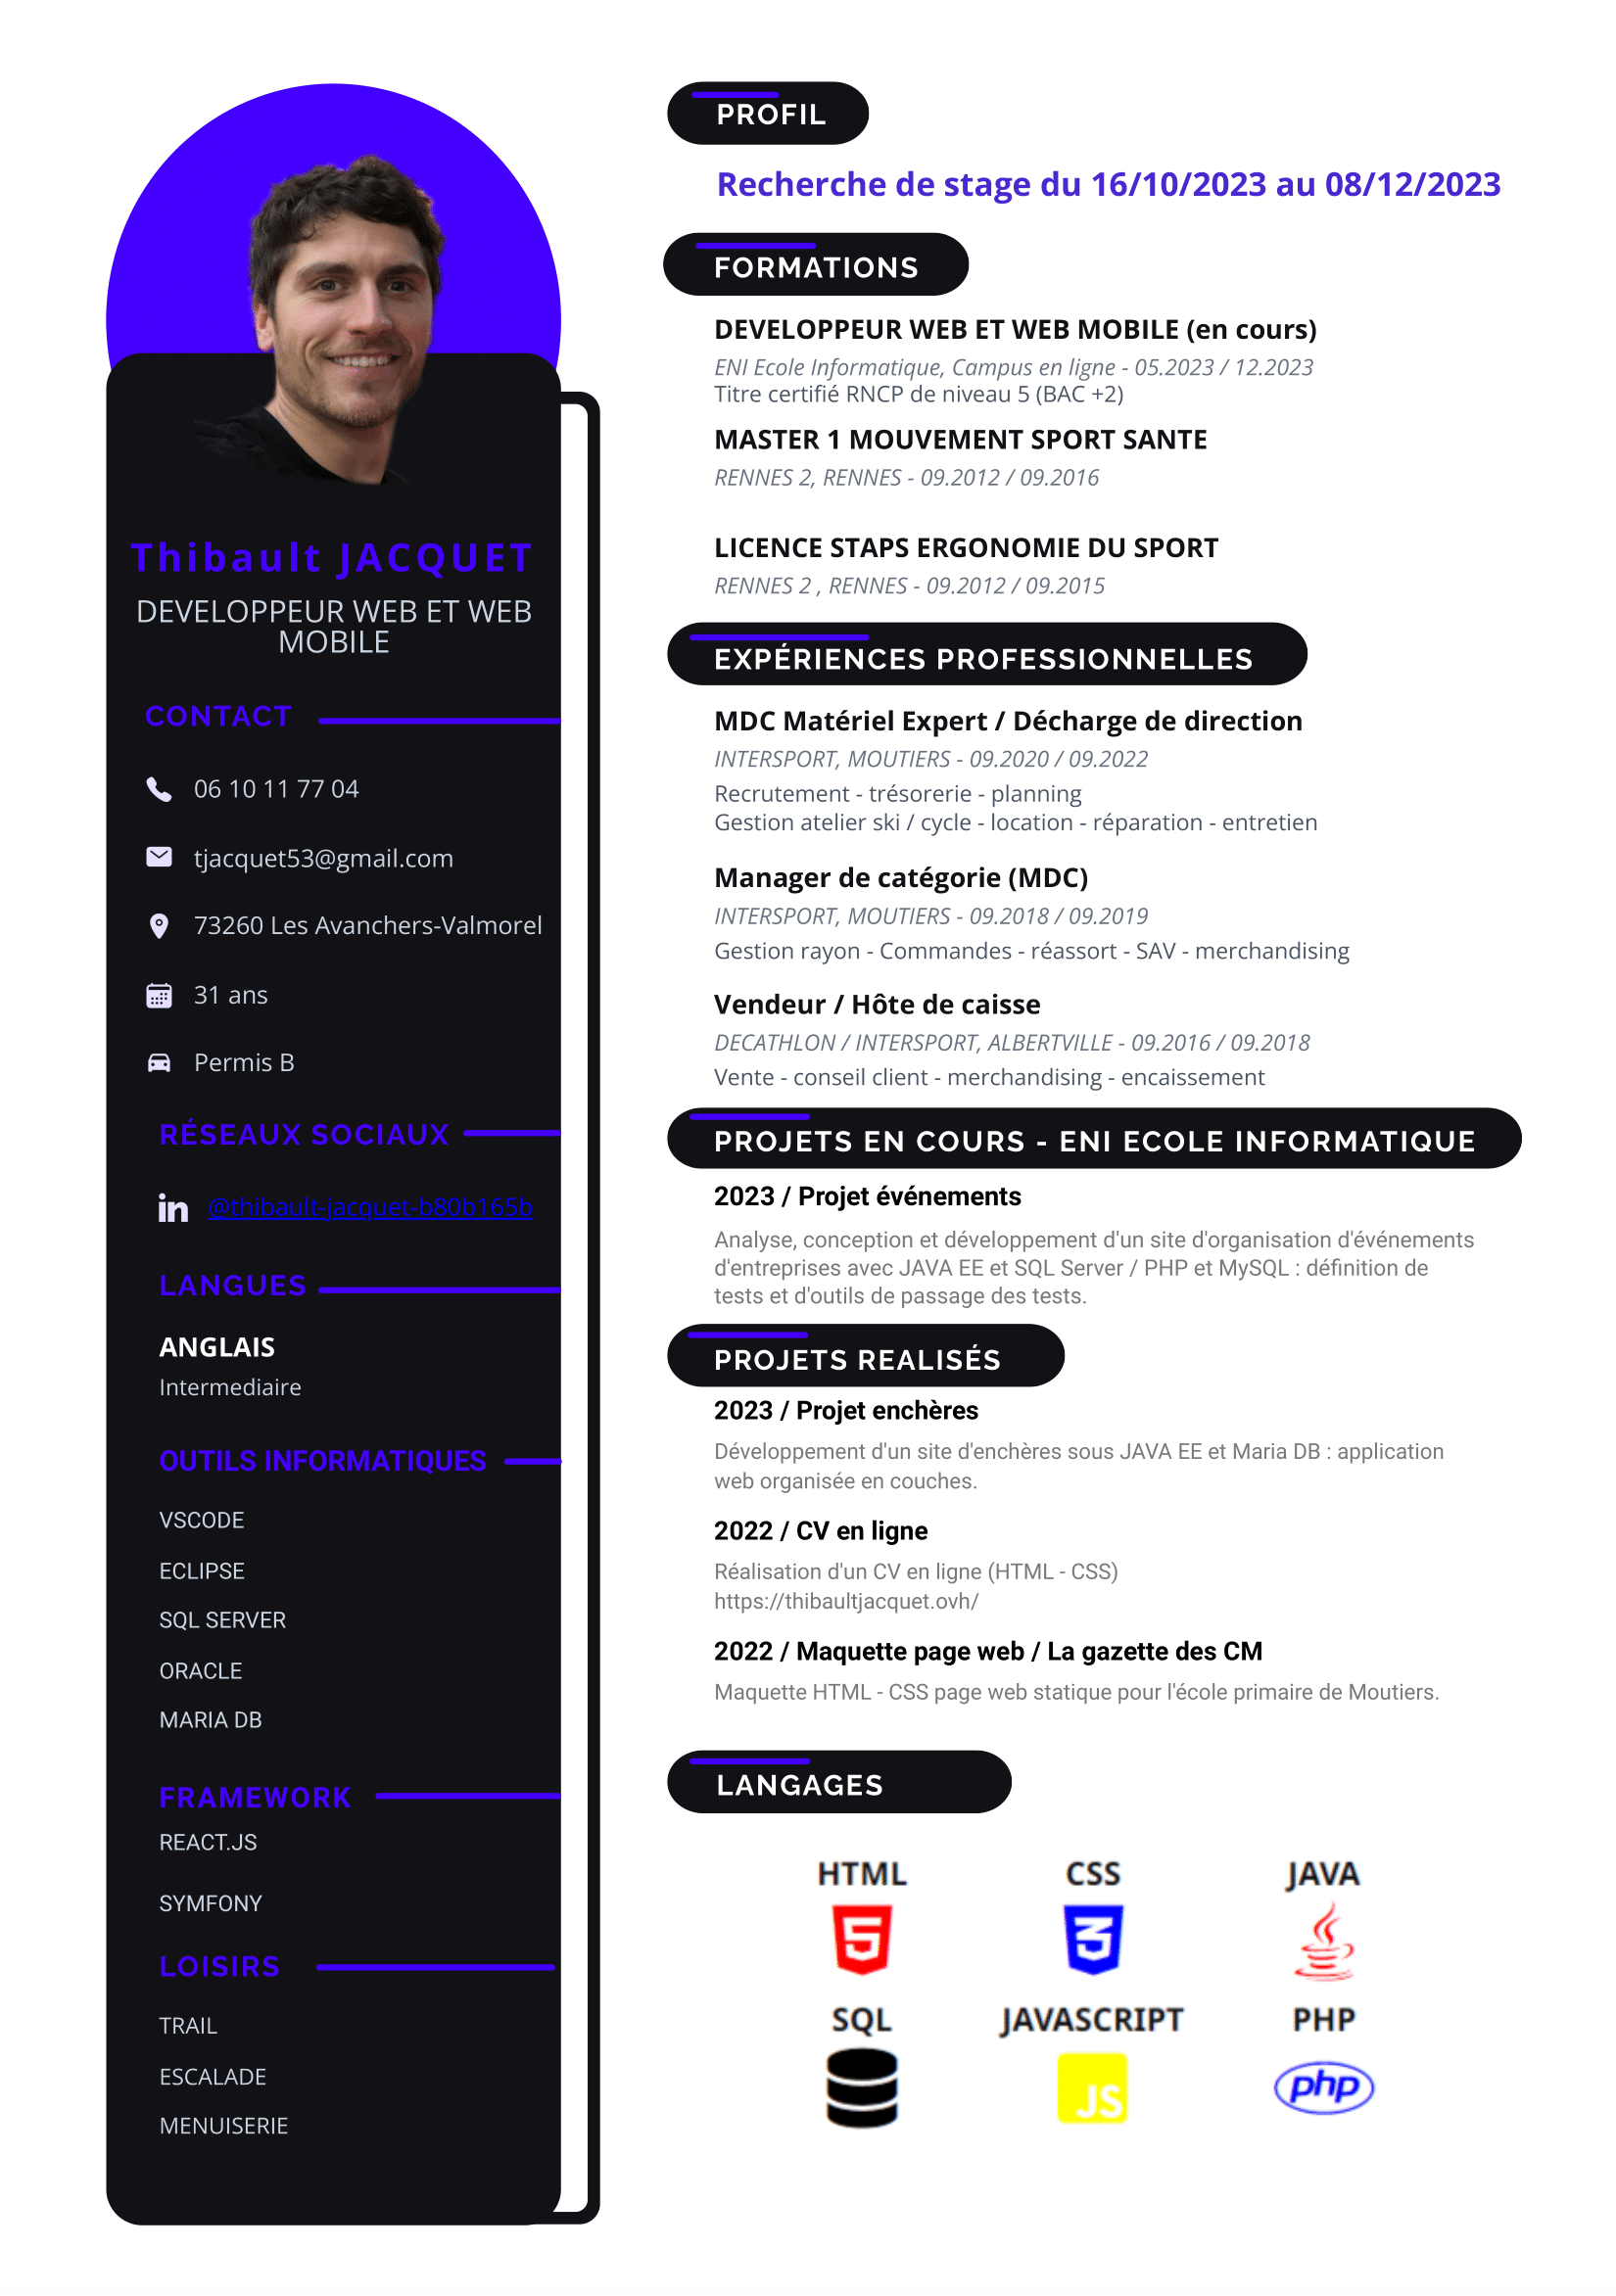 Thibault JACQUET
DEVELOPPEUR WEB ET WEB
MOBILE
CONTACT
06 10 11 77 04
tjacquet53@gmail.com
73260 Les Avanchers-Valmorel
31 ans
Permis B
RÉSEAUX SOCIAUX
in @thibault-jacquet-b80b165b
LANGUES
ANGLAIS
Intermediaire
OUTILS INFORMATIQUES
VSCODE
ECLIPSE
SQL SERVER
ORACLE
MARIA DB
FRAMEWORK
REACT.JS
SYMFONY
LOISIRS
TRAIL
ESCALADE
MENUISERIE
PROFIL
Recherche de stage du 16/10/2023 au 08/12/2023
FORMATIONS
DEVELOPPEUR WEB ET WEB MOBILE (en cours)
ENI Ecole Informatique, Campus en ligne - 05.2023 / 12.2023
Titre certifié RNCP de niveau 5 (BAC +2)
MASTER 1 MOUVEMENT SPORT SANTE
RENNES 2, RENNES - 09.2012 / 09.2016
LICENCE STAPS ERGONOMIE DU SPORT
RENNES 2 , RENNES - 09.2012 / 09.2015
EXPÉRIENCES PROFESSIONNELLES
MDC Matériel Expert / Décharge de direction
INTERSPORT, MOUTIERS - 09.2020 / 09.2022
Recrutement - trésorerie - planning
Gestion atelier ski / cycle - location - réparation - entretien
Manager de catégorie (MDC)
INTERSPORT, MOUTIERS - 09.2018 / 09.2019
Gestion rayon - Commandes - réassort - SAV - merchandising
Vendeur / Hôte de caisse
DECATHLON / INTERSPORT, ALBERTVILLE - 09.2016 / 09.2018
Vente - conseil client - merchandising - encaissement
PROJETS EN COURS - ENI ECOLE INFORMATIQUE
2023 / Projet événements
Analyse, conception et développement d'un site d'organisation d'événements
d'entreprises avec JAVA EE et SQL Server / PHP et MySQL : définition de
tests et d'outils de passage des tests.
PROJETS REALISÉS
2023 / Projet enchères
Développement d'un site d'enchères sous JAVA EE et Maria DB : application
web organisée en couches.
2022 / CV en ligne
Réalisation d'un CV en ligne (HTML - CSS)
https://thibaultjacquet.ovh/
2022 / Maquette page web / La gazette des CM
Maquette HTML - CSS page web statique pour l'école primaire de Moutiers.
LANGAGES
HTML CSS JAVA
5 3
SQL JAVASCRIPT PHP
JS php